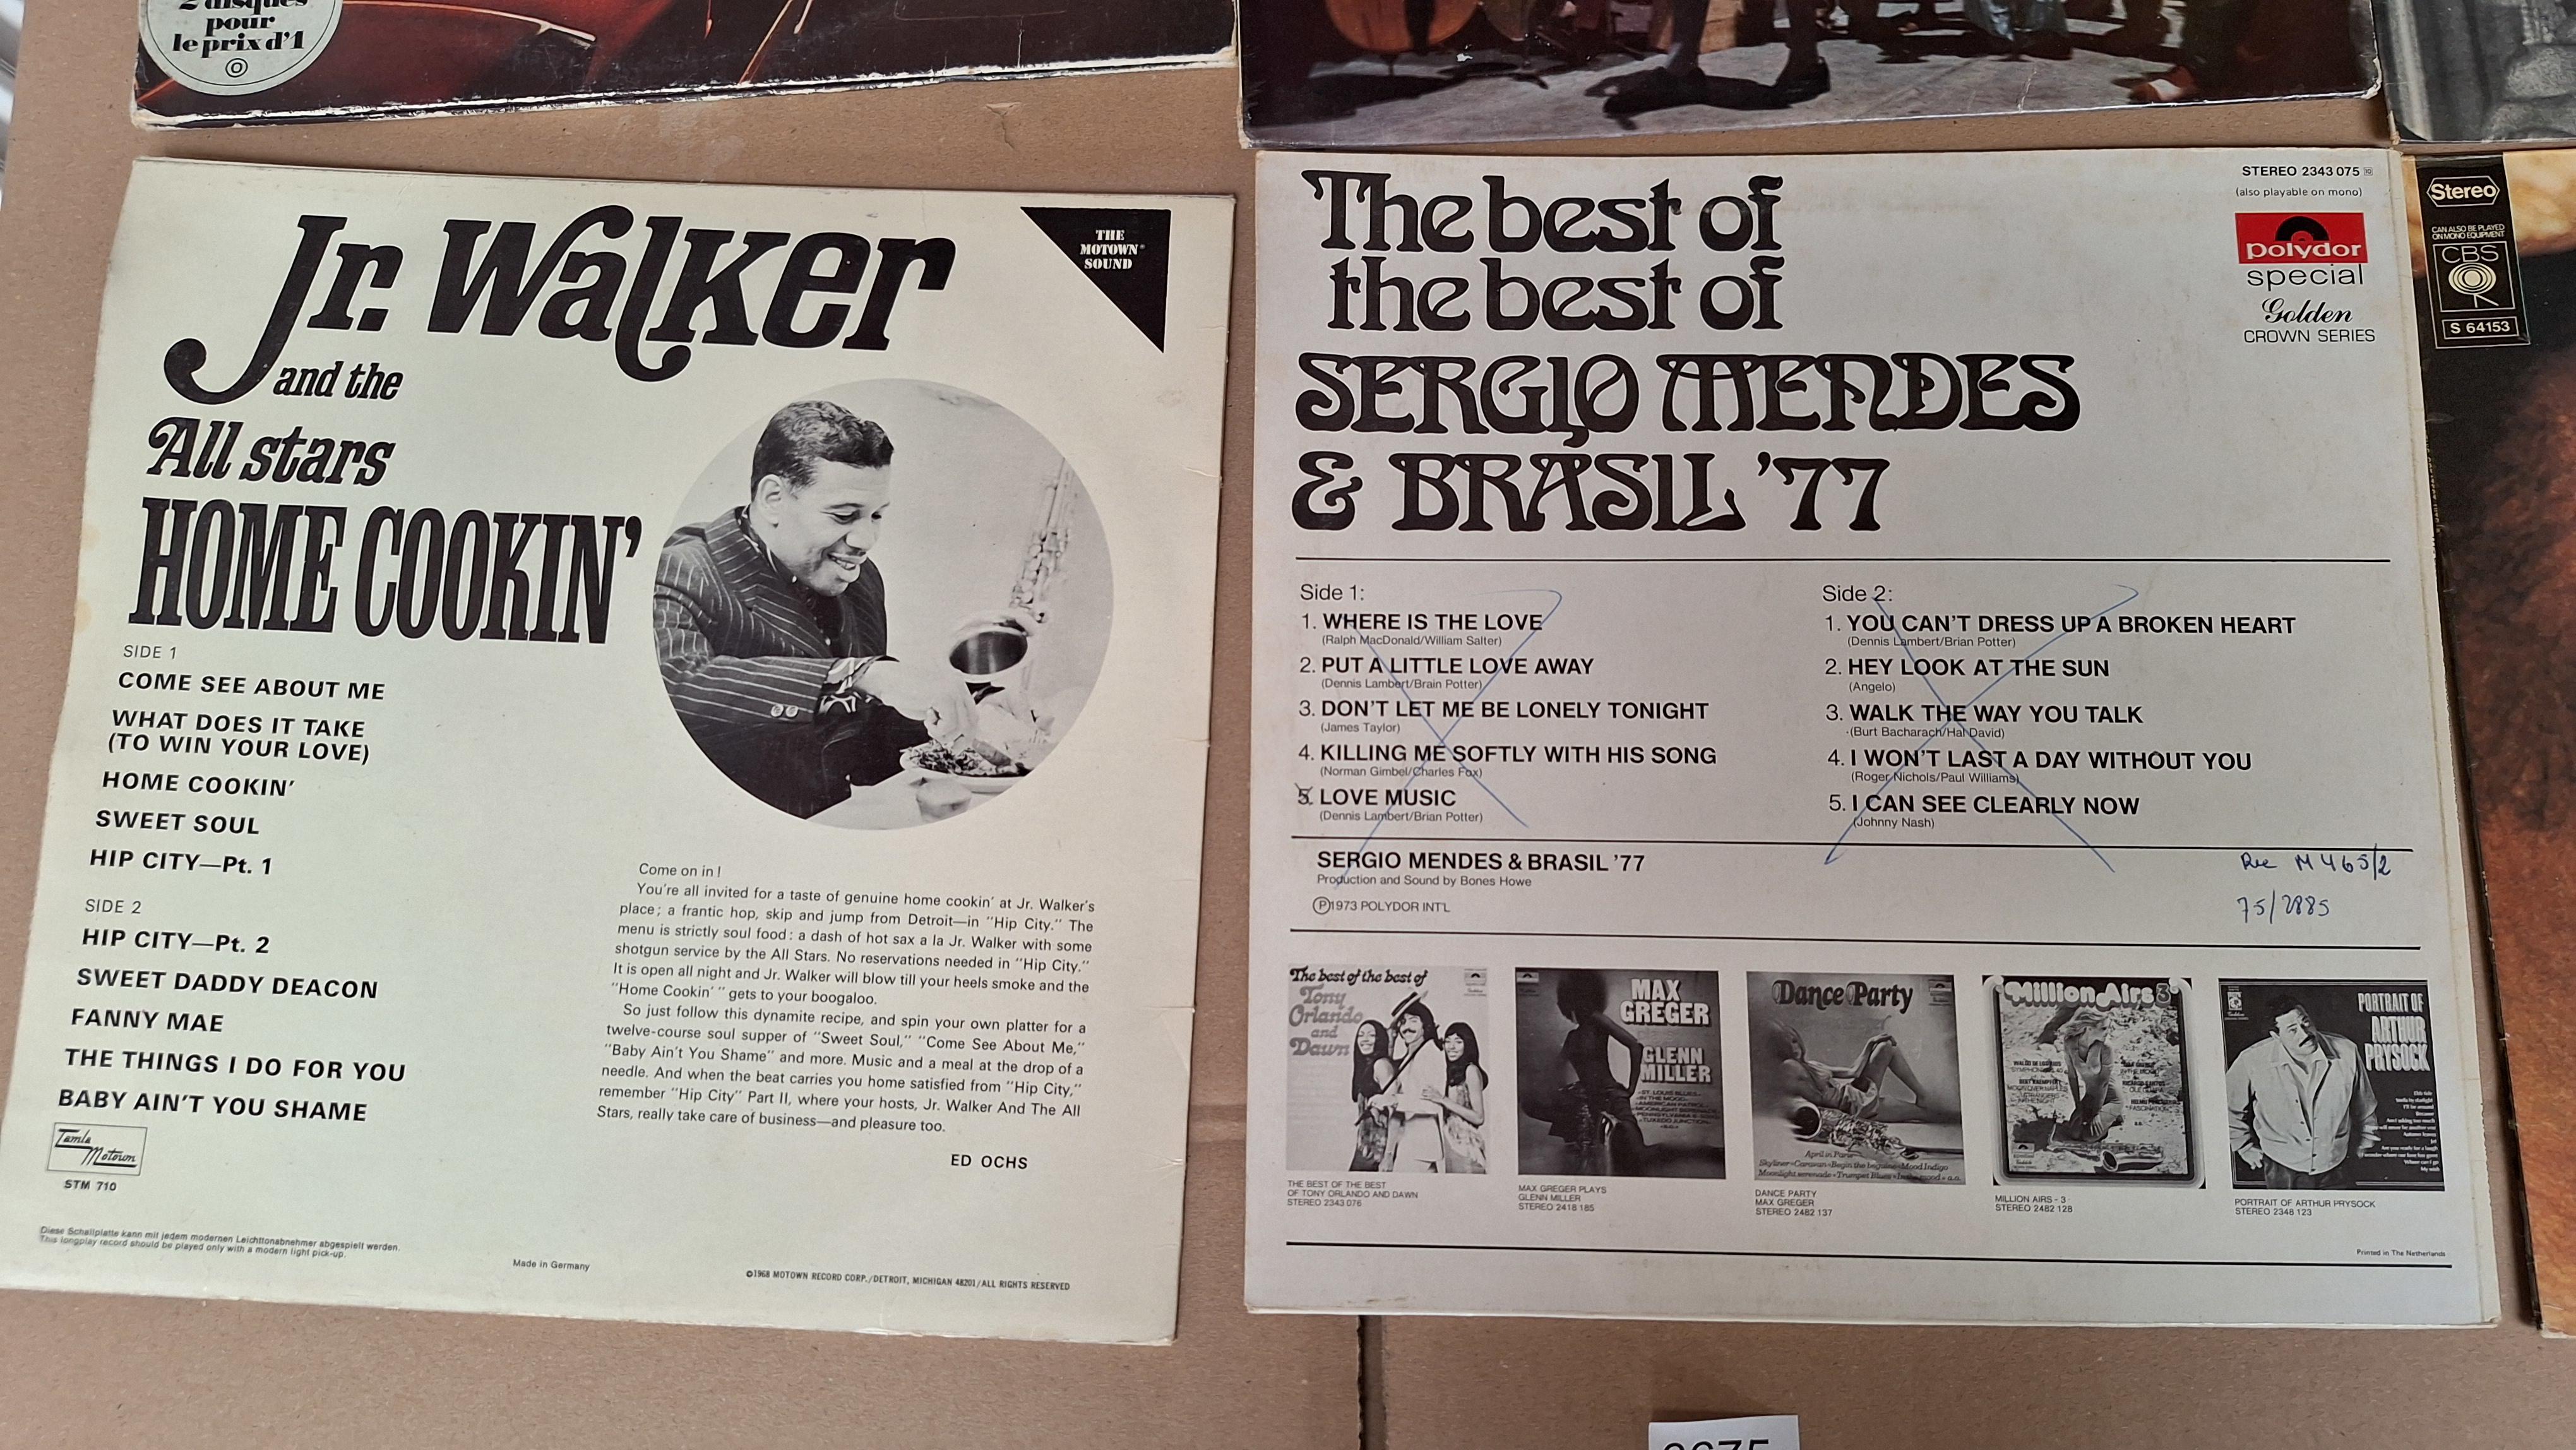 2 disques
pour
le prix d'1
Jr. Walker
and the
All stars
HOME COOKIN'
THE
MOTOWN
SOUND
SIDE 1
COME SEE ABOUT ME
WHAT DOES IT TAKE
(TO WIN YOUR LOVE)
HOME COOKIN'
SWEET SOUL
HIP CITY—Pt. 1
SIDE 2
HIP CITY—Pt. 2
SWEET DADDY DEACON
FANNY MAE
THE THINGS I DO FOR YOU
BABY AIN'T YOU SHAME
Tamla
Motown
STM 710
Come on in!
You're all invited for a taste of genuine home cookin' at Jr. Walker's
place; a frantic hop, skip and jump from Detroit—in "Hip City." The
menu is strictly soul food: a dash of hot sax a la Jr. Walker with some
shotgun service by the All Stars. No reservations needed in "Hip City."
It is open all night and Jr. Walker will blow till your heels smoke and the
"Home Cookin' " gets to your boogaloo.
So just follow this dynamite recipe, and spin your own platter for a
twelve-course soul supper of "Sweet Soul," "Come See About Me,"
"Baby Ain't You Shame" and more. Music and a meal at the drop of a
needle. And when the beat carries you home satisfied from "Hip City,"
remember "Hip City" Part II, where your hosts, Jr. Walker And The All
Stars, really take care of business—and pleasure too.
ED OCHS
Diese Schallplatte kann mit jedem modernen Leichttonabnehmer abgespielt werden.
This longplay record should be played only with a modern light pick-up.
Made in Germany
©1968 MOTOWN RECORD CORP./DETROIT, MICHIGAN 48201/ALL RIGHTS RESERVED
The best of
the best of
SERGIO MENDES
& BRASIL '77
STEREO 2343 075
(also playable on mono)
polydor
special
Golden
CROWN SERIES
Side 1:
1. WHERE IS THE LOVE
(Ralph MacDonald/William Salter)
2. PUT A LITTLE LOVE AWAY
(Dennis Lambert/Brain Potter)
3. DON'T LET ME BE LONELY TONIGHT
(James Taylor)
4. KILLING ME SOFTLY WITH HIS SONG
(Norman Gimbel/Charles Fox)
5. LOVE MUSIC
(Dennis Lambert/Brian Potter)
Side 2:
1. YOU CAN'T DRESS UP A BROKEN HEART
(Dennis Lambert/Brian Potter)
2. HEY LOOK AT THE SUN
(Angelo)
3. WALK THE WAY YOU TALK
(Burt Bacharach/Hal David)
4. I WON'T LAST A DAY WITHOUT YOU
(Roger Nichols/Paul Williams)
5. I CAN SEE CLEARLY NOW
(Johnny Nash)
SERGIO MENDES & BRASIL '77
Production and Sound by Bones Howe
Ⓟ1973 POLYDOR INT'L
M 465/2
75/2885
The best of the best of
Tony
Orlando
and
Dawn
THE BEST OF THE BEST
OF TONY ORLANDO AND DAWN
STEREO 2343 076
MAX
GREGER
GLENN
MILLER
MAX GREGER PLAYS
GLENN MILLER
STEREO 2418 185
Dance Party
April in Paris
Skyliner·Caravan·Begin the beguine·Mood Indigo
DANCE PARTY
MAX GREGER
STEREO 2482 137
Million Airs 3
MILLION AIRS - 3
STEREO 2482 128
PORTRAIT OF
ARTHUR
PRYSOCK
PORTRAIT OF ARTHUR PRYSOCK
STEREO 2348 123
Printed in The Netherlands
Stereo
CAN ALSO BE PLAYED
ON MONO EQUIPMENT
CBS
S 64153